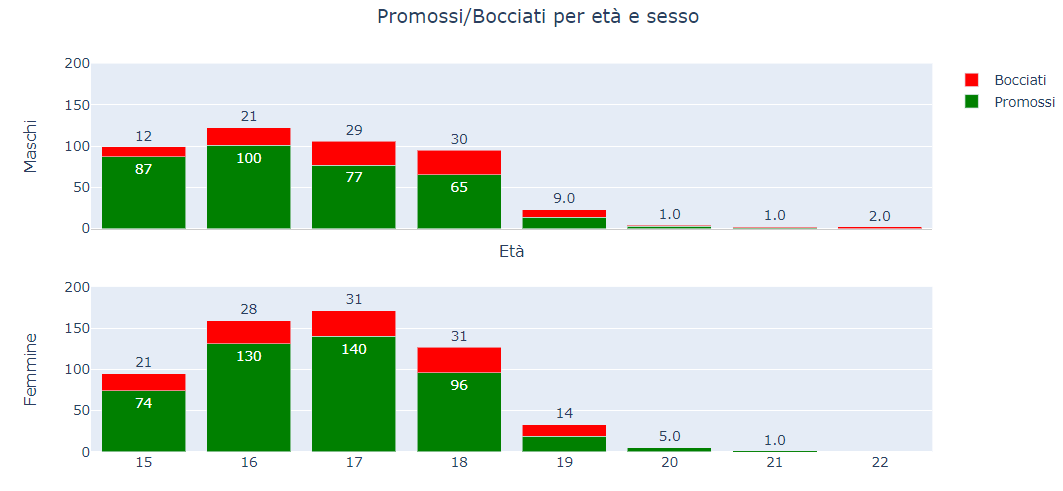 Promossi/Bocciati per età e sesso
Bocciati
Promossi
Maschi
200
150
100
50
0
12 21 29 30 9.0 1.0 1.0 2.0
87 100 77 65
Età
Femmine
200
150
100
50
0
21 28 31 31 14 5.0 1.0
74 130 140 96
15 16 17 18 19 20 21 22